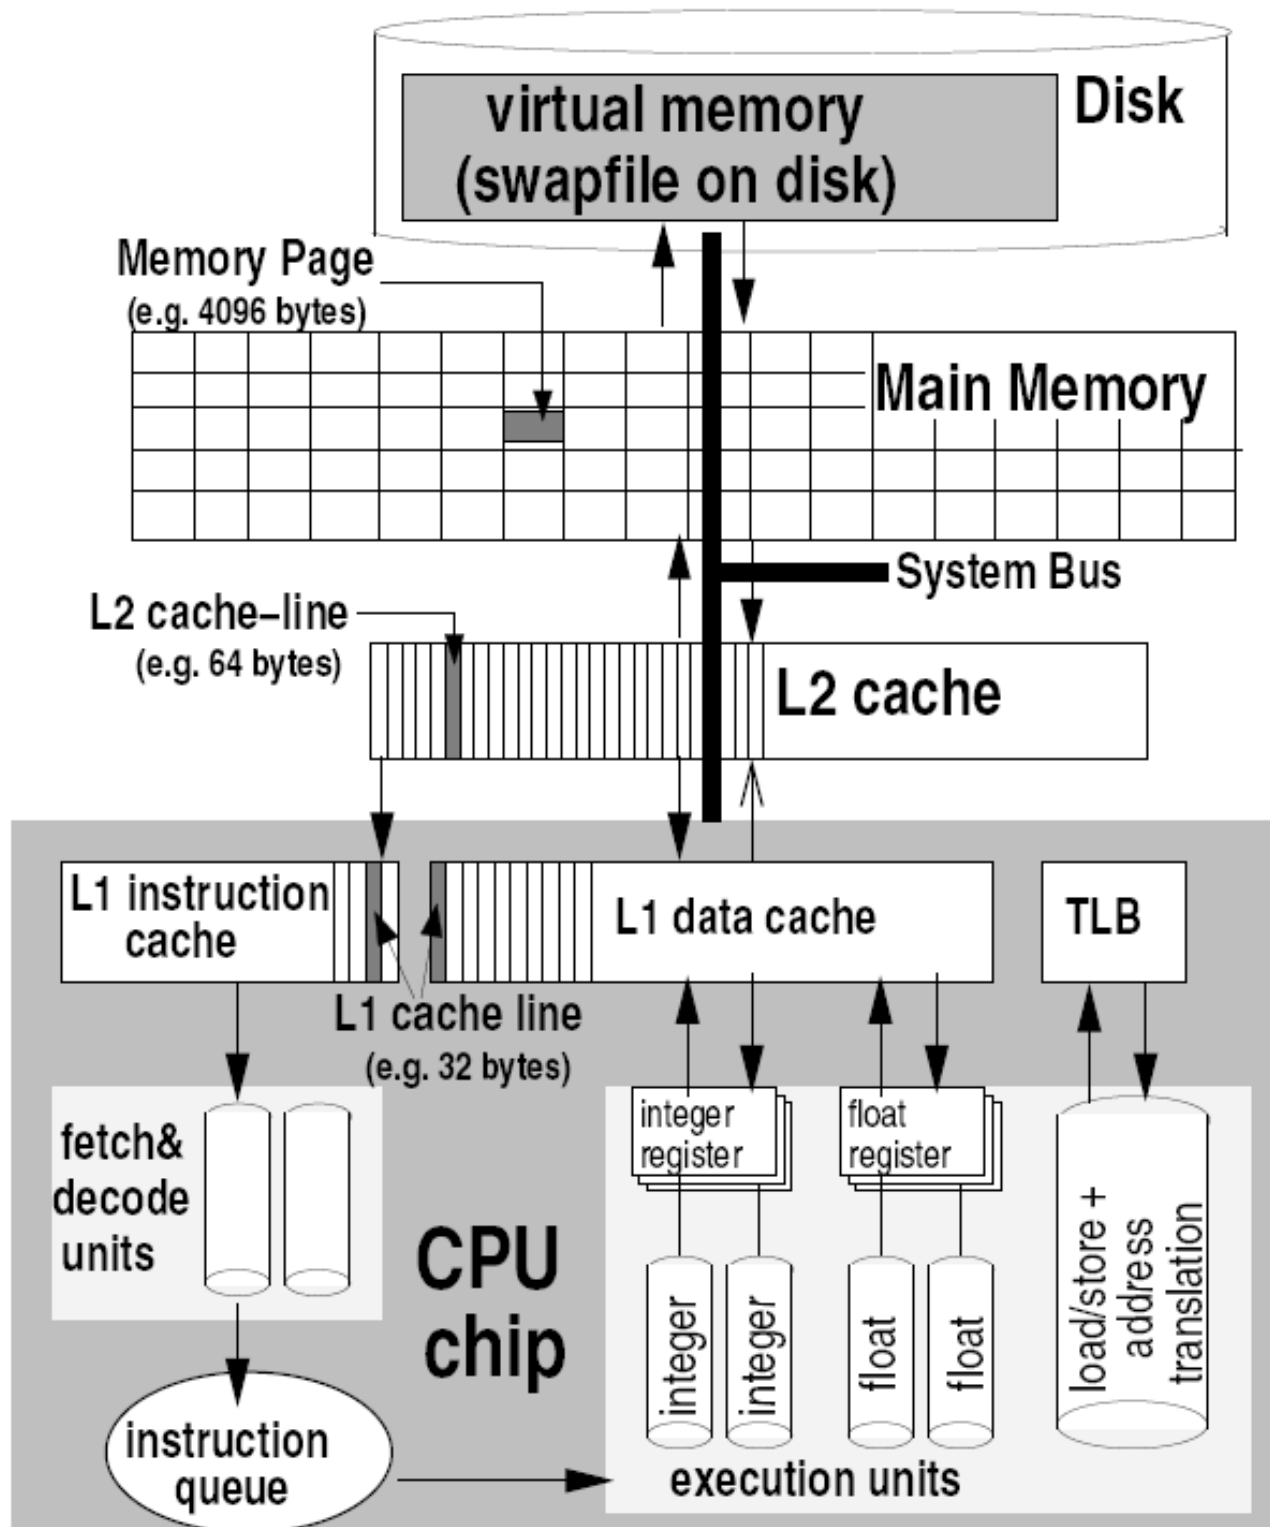 virtual memory
(swapfile on disk)
Disk
Memory Page
(e.g. 4096 bytes)
Main Memory
System Bus
L2 cache–line
(e.g. 64 bytes)
L2 cache
L1 instruction
cache
L1 data cache
TLB
L1 cache line
(e.g. 32 bytes)
fetch&
decode
units
integer
register
float
register
CPU
chip
integer
integer
float
float
load/store +
address
translation
instruction
queue
execution units